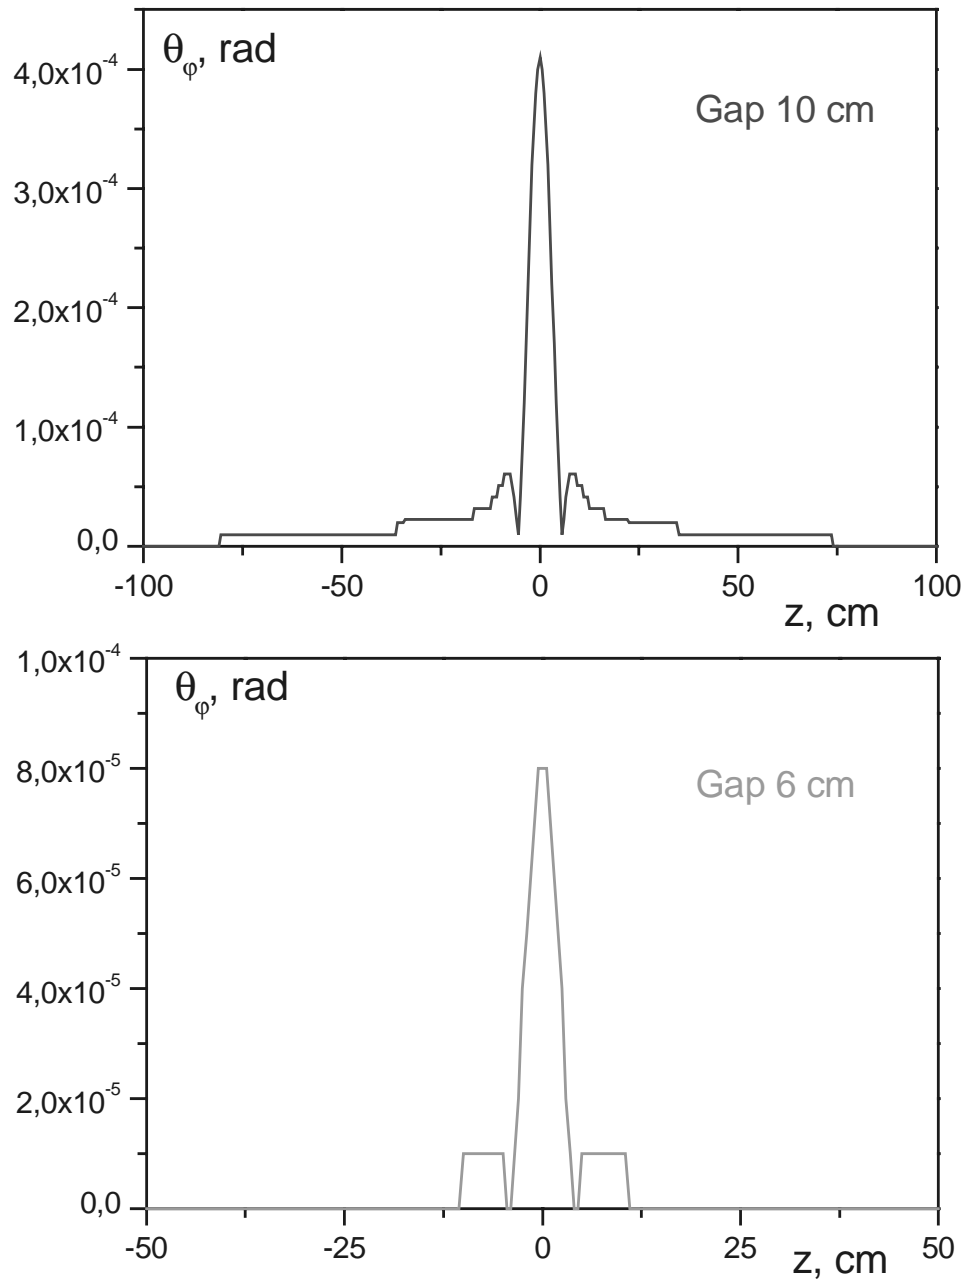 θφ, rad
4,0x10-4
Gap 10 cm
3,0x10-4
2,0x10-4
1,0x10-4
0,0
-100 -50 0 50 100
z, cm
1,0x10-4
θφ, rad
8,0x10-5
Gap 6 cm
6,0x10-5
4,0x10-5
2,0x10-5
0,0
-50 -25 0 25 50
z, cm